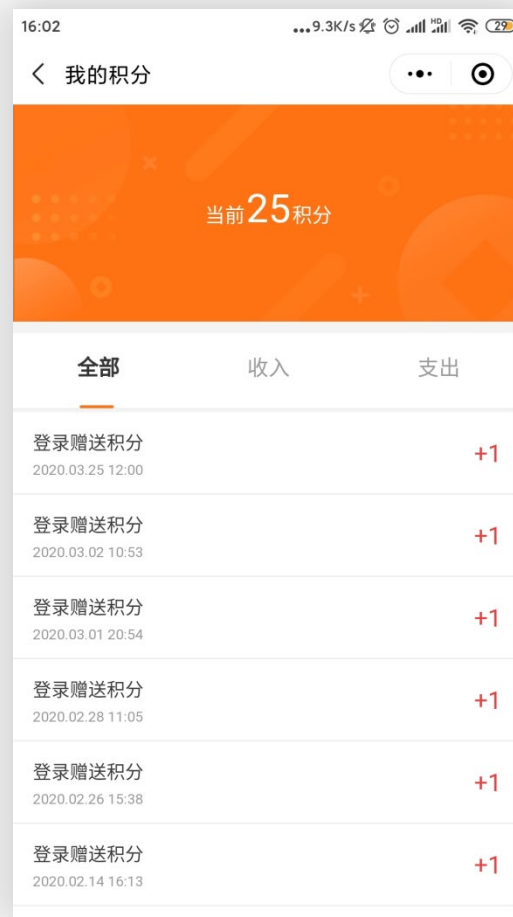 16:02
...9.3K/s HD 29
我的积分
当前25积分
全部 收入 支出
登录赠送积分
+1
2020.03.25 12:00
登录赠送积分
+1
2020.03.02 10:53
登录赠送积分
+1
2020.03.01 20:54
登录赠送积分
+1
2020.02.28 11:05
登录赠送积分
+1
2020.02.26 15:38
登录赠送积分
+1
2020.02.14 16:13